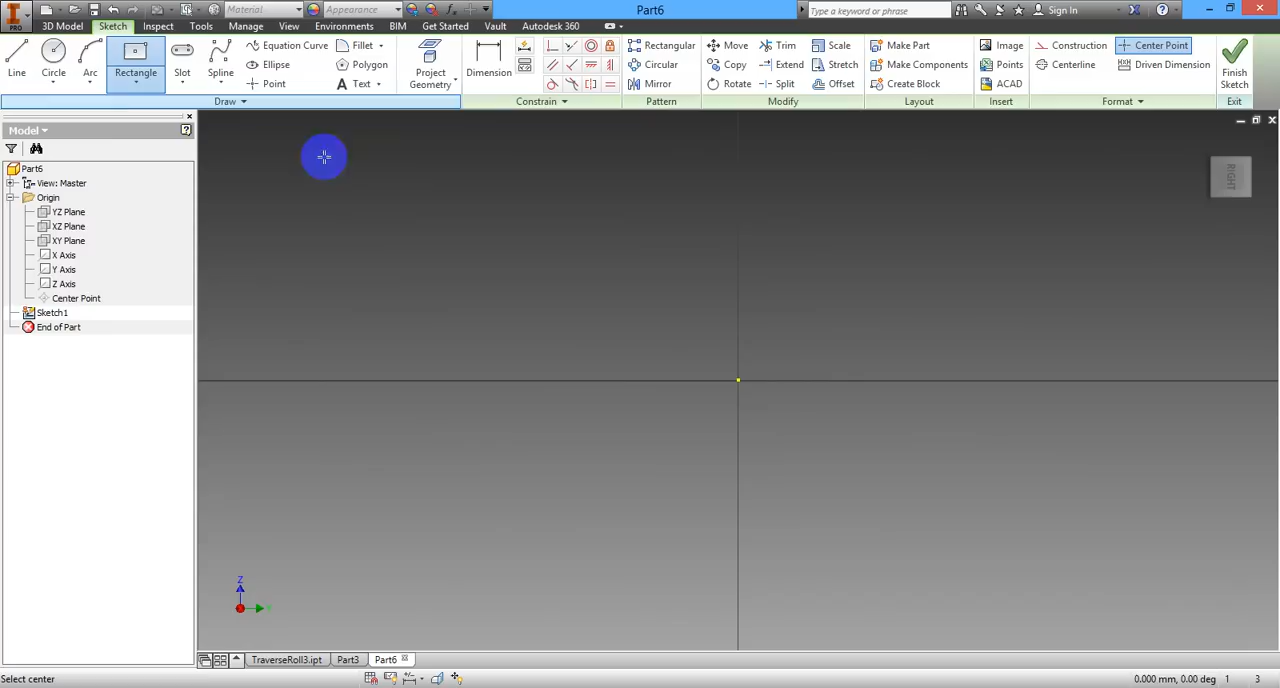 PRO
Material
Appearance
Part6
Type a keyword or phrase
Sign In
3D Model
Sketch
Inspect
Tools
Manage
View
Environments
BIM
Get Started
Vault
Autodesk 360
Line
Circle
Arc
Rectangle
Slot
Spline
Equation Curve
Ellipse
Point
Fillet
Polygon
Text
Project
Geometry
Dimension
Rectangular
Circular
Mirror
Move
Copy
Rotate
Trim
Extend
Split
Scale
Stretch
Offset
Make Part
Make Components
Create Block
Image
Points
ACAD
Construction
Centerline
Center Point
Driven Dimension
Finish
Sketch
Draw
Constrain
Pattern
Modify
Layout
Insert
Format
Exit
Model
Part6
View: Master
Origin
YZ Plane
XZ Plane
XY Plane
X Axis
Y Axis
Z Axis
Center Point
Sketch1
End of Part
RIGHT
Z
Y
TraverseRoll3.ipt
Part3
Part6
Select center
0.000 mm, 0.00 deg
1
3